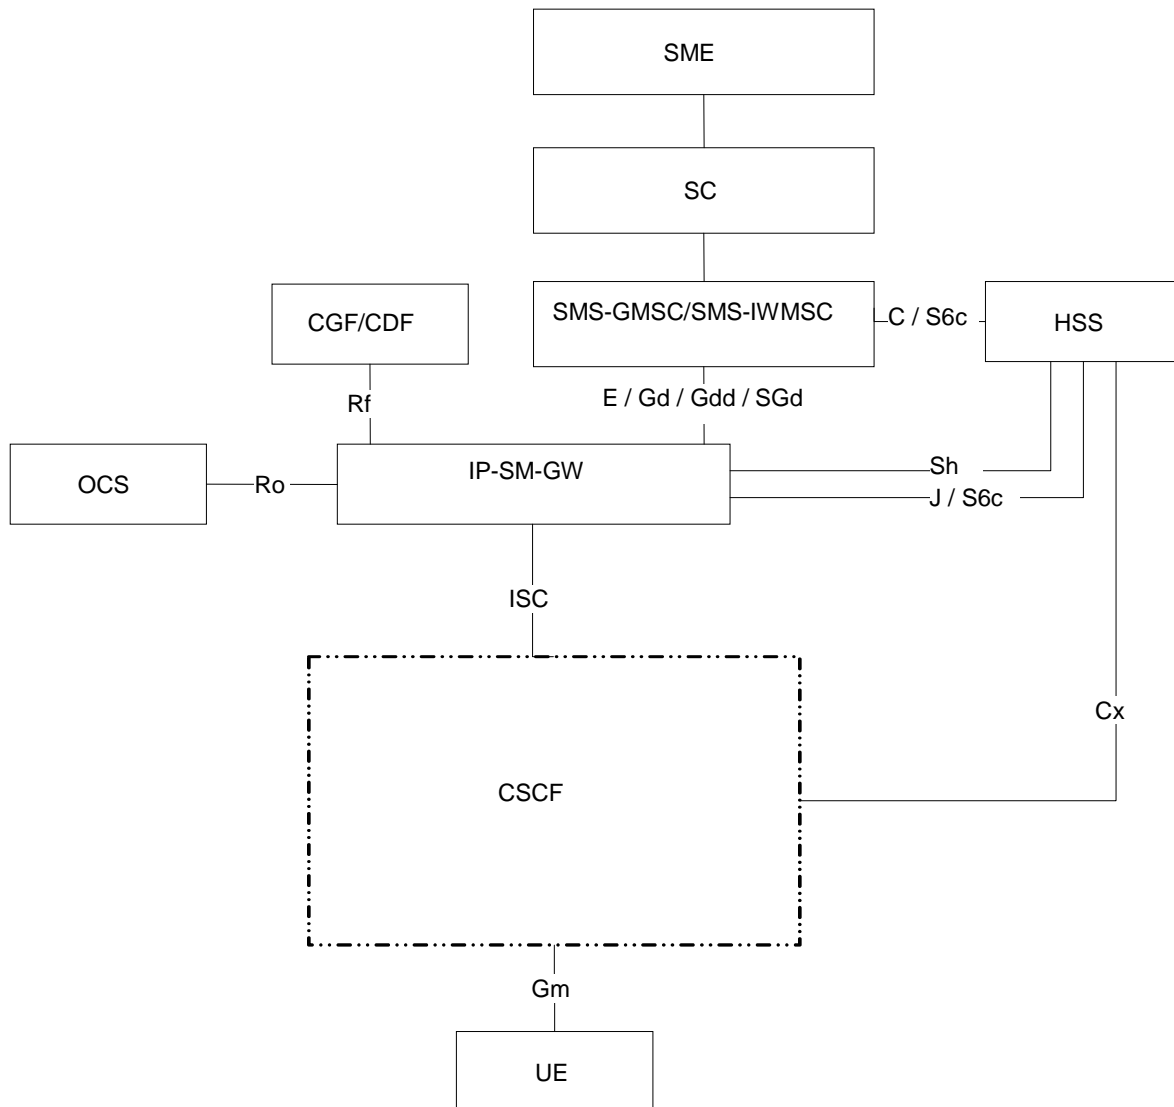 SME
SC
SMS-GMSC/SMS-IWMSC
C / S6c
HSS
CGF/CDF
Rf
E / Gd / Gdd / SGd
OCS
Ro
IP-SM-GW
Sh
J / S6c
ISC
Cx
CSCF
Gm
UE